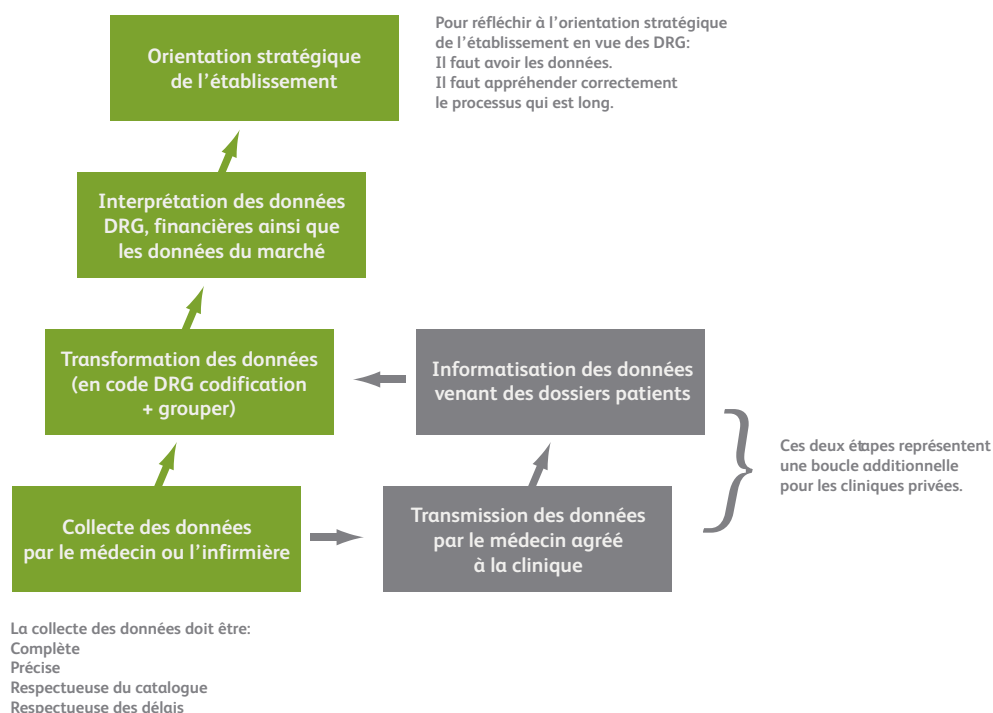 Orientation stratégique
de l'établissement
Pour réfléchir à l'orientation stratégique
de l'établissement en vue des DRG:
Il faut avoir les données.
Il faut appréhender correctement
le processus qui est long.
Interprétation des données
DRG, financières ainsi que
les données du marché
Transformation des données
(en code DRG codification
+ grouper)
Informatisation des données
venant des dossiers patients
Ces deux étapes représentent
une boucle additionnelle
pour les cliniques privées.
Collecte des données
par le médecin ou l'infirmière
Transmission des données
par le médecin agréé
à la clinique
La collecte des données doit être:
Complète
Précise
Respectueuse du catalogue
Respectueuse des délais